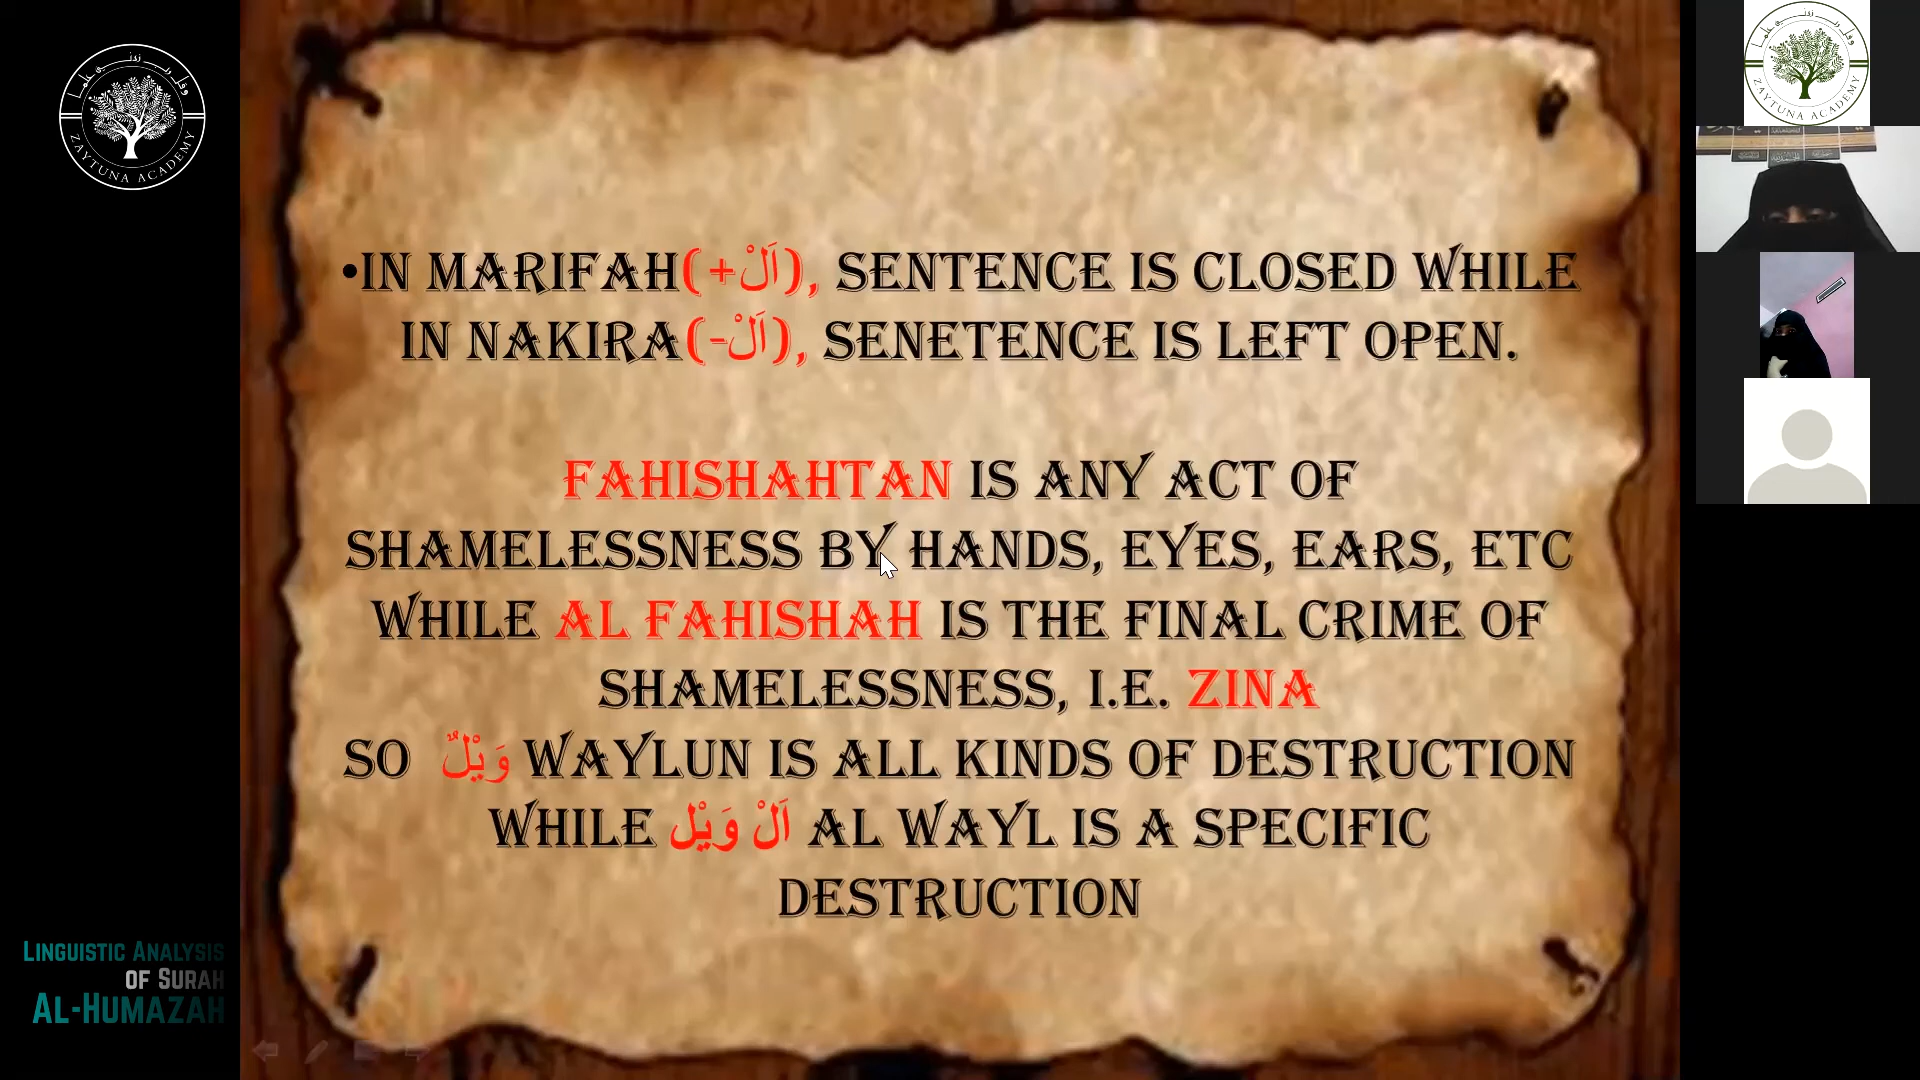 ZAYTUNA ACADEMY
•IN MARIFAH(+اَلْ), SENTENCE IS CLOSED WHILE
IN NAKIRA(-اَلْ), SENETENCE IS LEFT OPEN.
FAHISHAHTAN IS ANY ACT OF
SHAMELESSNESS BY HANDS, EYES, EARS, ETC
WHILE AL FAHISHAH IS THE FINAL CRIME OF
SHAMELESSNESS, I.E. ZINA
SO وَيْلٌ WAYLUN IS ALL KINDS OF DESTRUCTION
WHILE اَلْ وَيْل AL WAYL IS A SPECIFIC
DESTRUCTION
LINGUISTIC ANALYSIS
OF SURAH
AL-HUMAZAH
ZAYTUNA ACADEMY